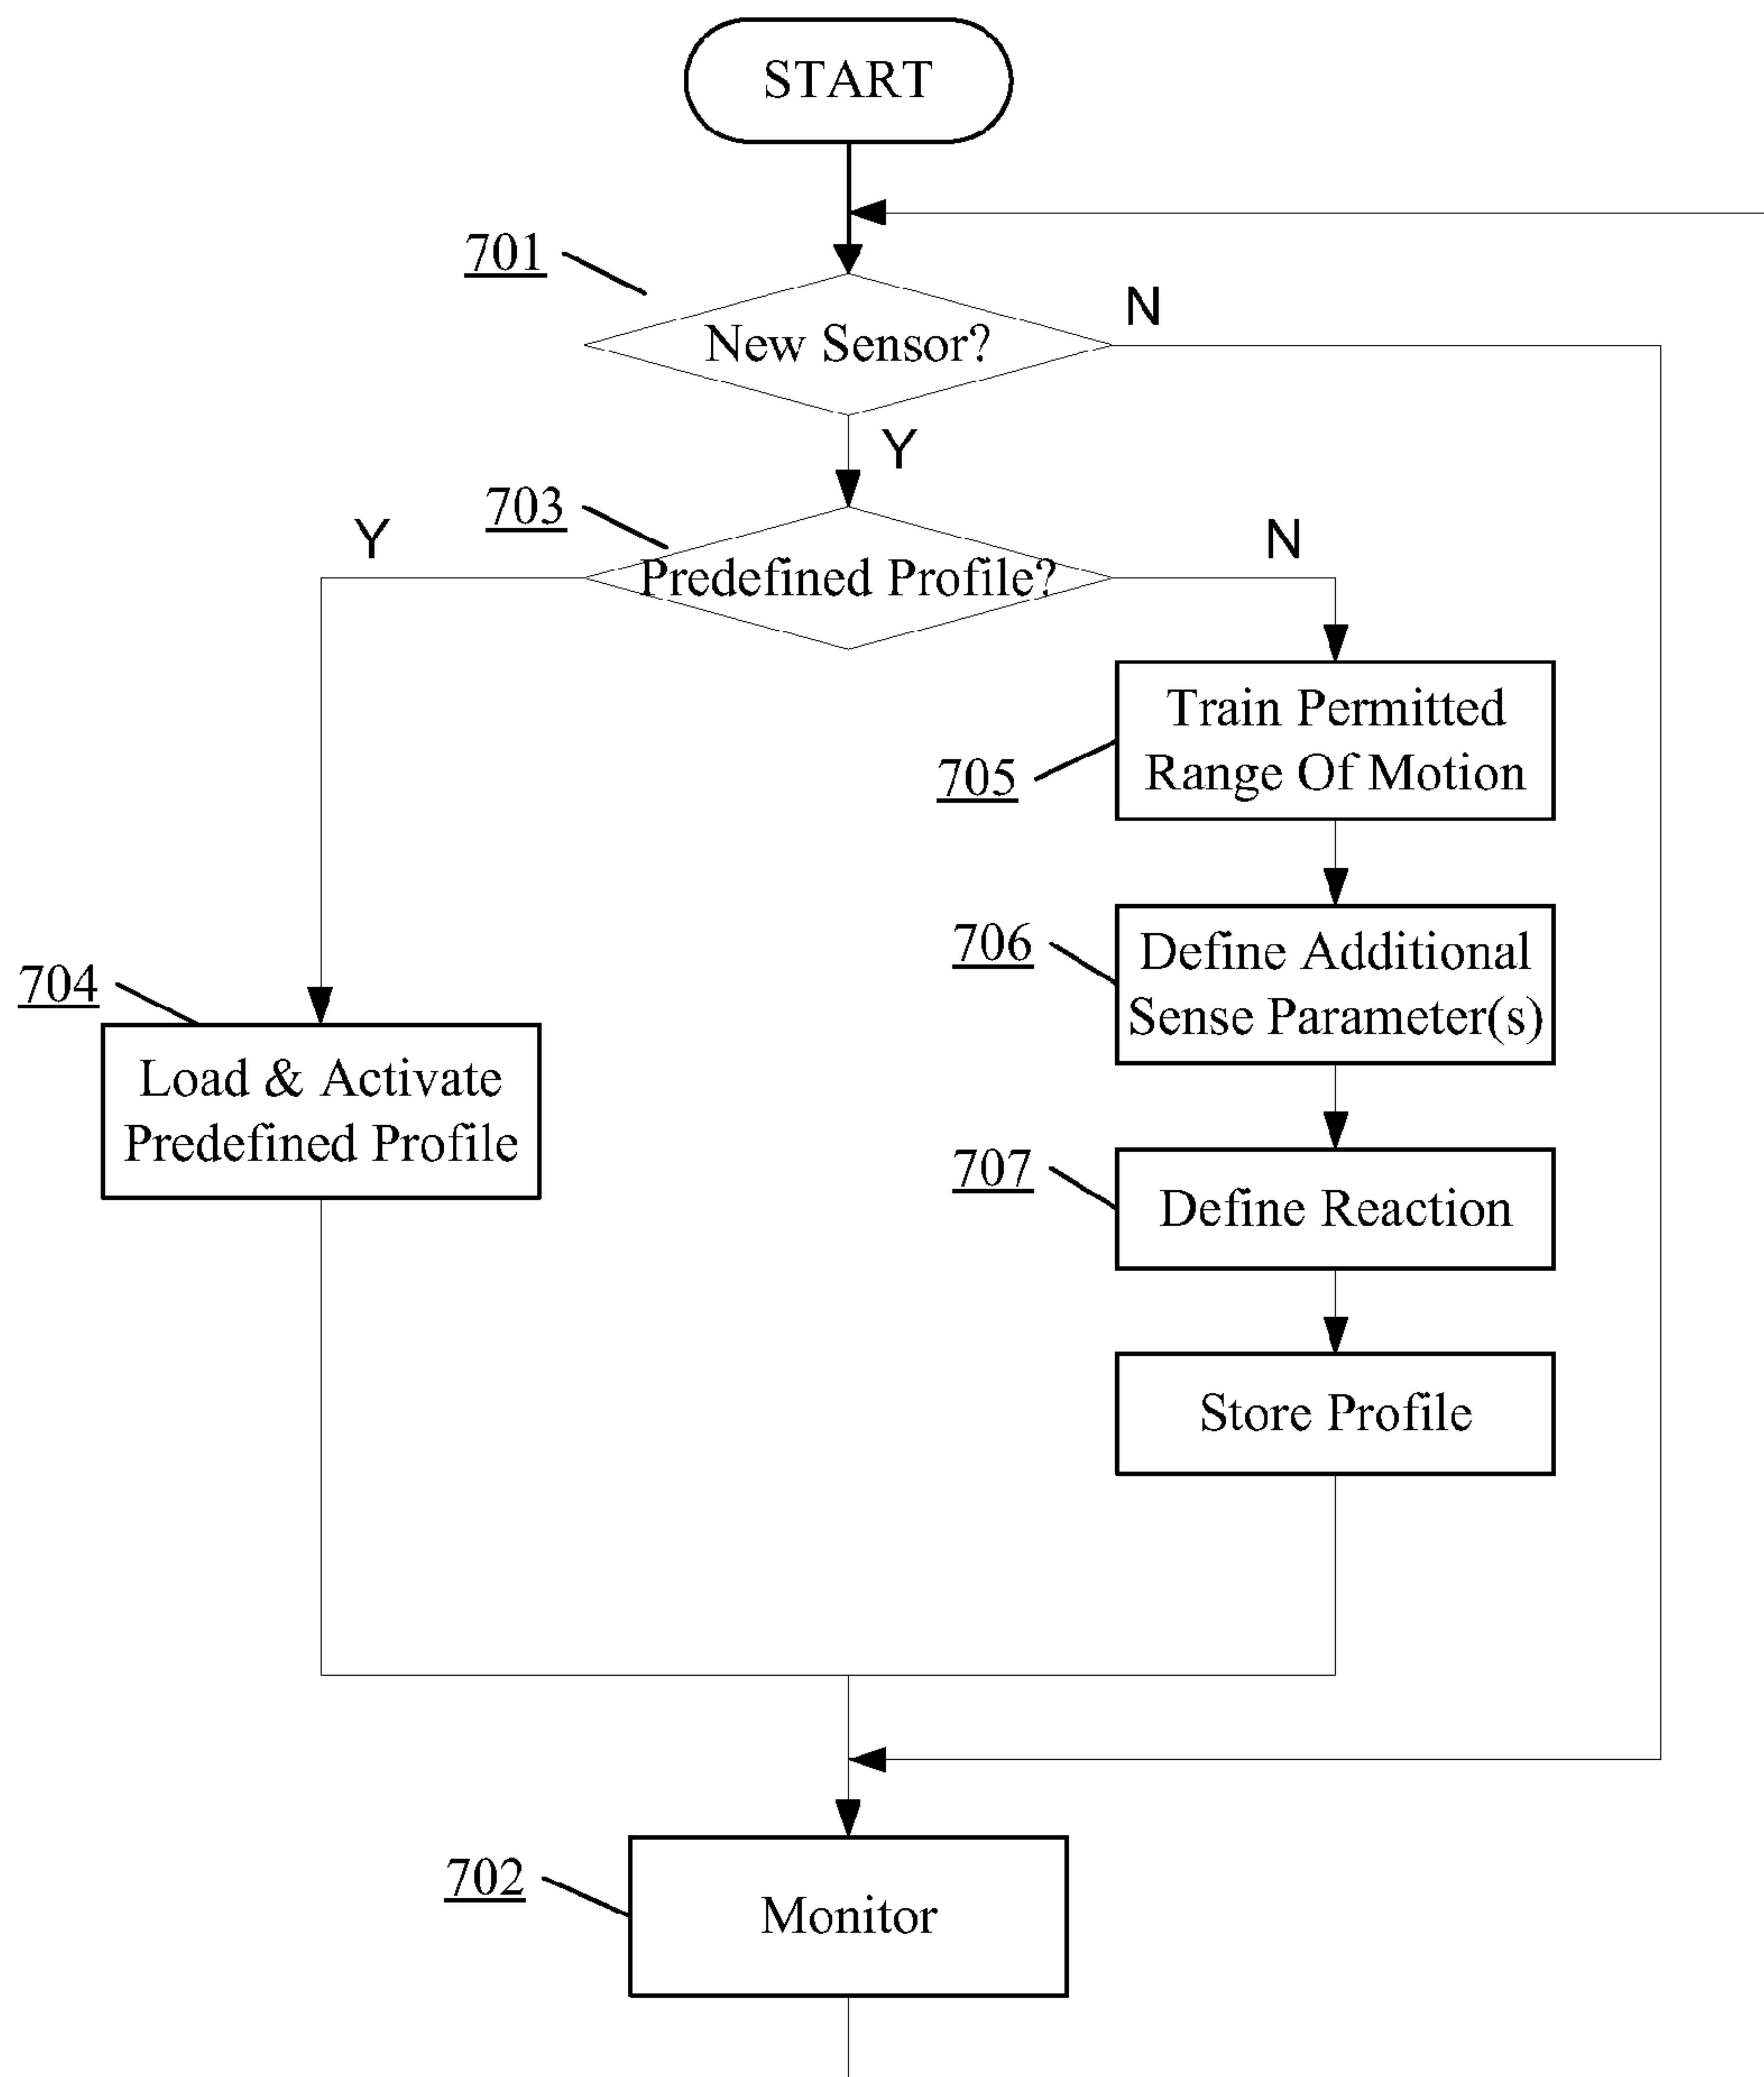 START
701
New Sensor?
N
Y
703
Predefined Profile?
Y
N
Train Permitted
Range Of Motion
705
706
Define Additional
Sense Parameter(s)
704
Load & Activate
Predefined Profile
707
Define Reaction
Store Profile
702
Monitor